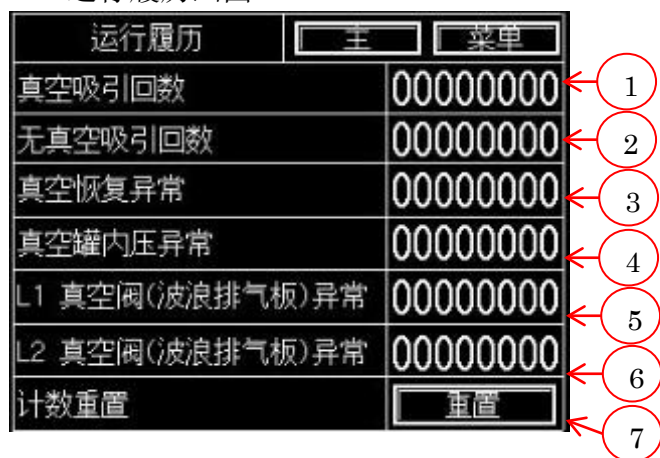 运行履历 主 菜单
真空吸引回数 00000000 1
无真空吸引回数 00000000 2
真空恢复异常 00000000 3
真空罐内压异常 00000000 4
L1 真空阀(波浪排气板)异常 00000000 5
L2 真空阀(波浪排气板)异常 00000000 6
计数重置 重置 7